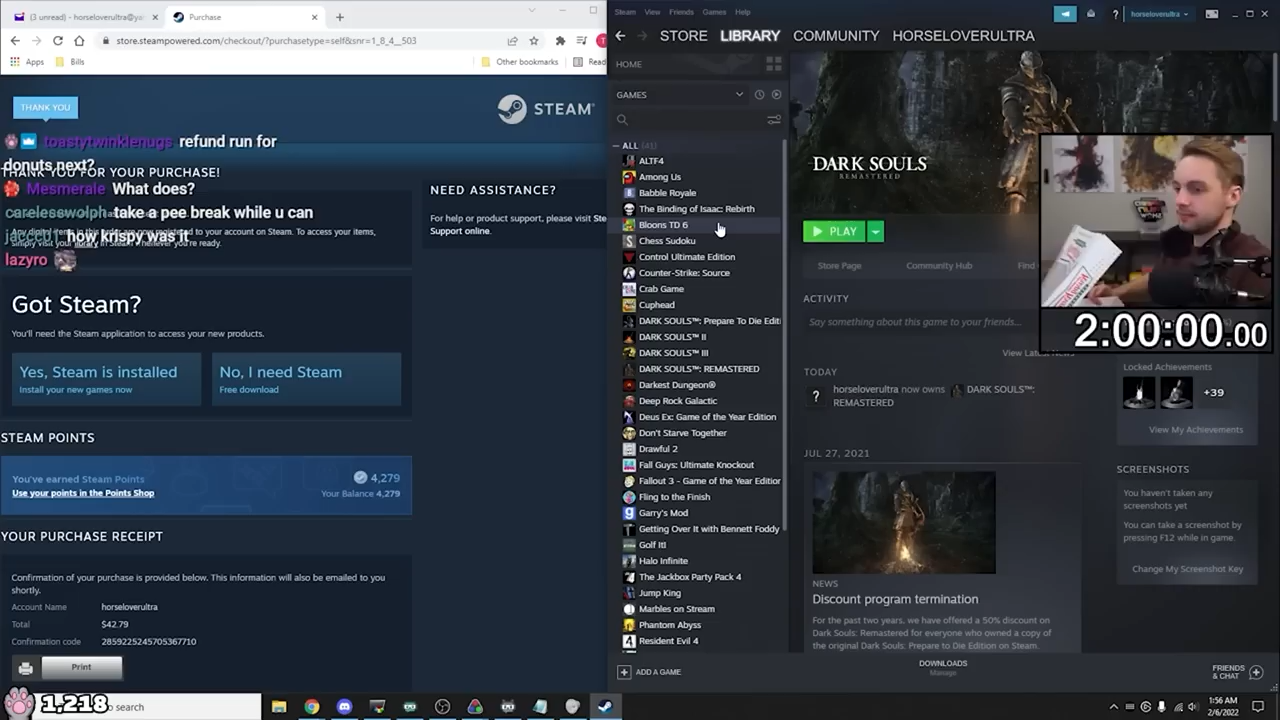 (3 unread) - horseloverultra@ya
Purchase
store.steampowered.com/checkout/?purchasetype=self&snr=1_8_4__503
Apps
Bills
Other bookmarks
Read
THANK YOU
STEAM
toastytwinklenugs refund run for
donuts next?
THANK YOU FOR YOUR PURCHASE!
Mesmerale What does?
carelesswolph take a pee break while u can
how krispy was it
lazyro
NEED ASSISTANCE?
For help or product support, please visit Ste
Support online.
Got Steam?
You'll need the Steam application to access your new products.
Yes, Steam is installed
Install your new games now
No, I need Steam
Free download
STEAM POINTS
You've earned Steam Points
Use your points in the Points Shop
4,279
Your Balance 4,279
YOUR PURCHASE RECEIPT
Confirmation of your purchase is provided below. This information will also be emailed to you
shortly.
Account Name horseloverultra
Total $42.79
Confirmation code 2859225245705367710
Print
1,218
o search
Steam View Friends Games Help
horseloverultra
STORE LIBRARY COMMUNITY HORSELOVERULTRA
HOME
GAMES
ALL (41)
ALTF4
Among Us
Babble Royale
The Binding of Isaac: Rebirth
Bloons TD 6
Chess Sudoku
Control Ultimate Edition
Counter-Strike: Source
Crab Game
Cuphead
DARK SOULS™: Prepare To Die Editi
DARK SOULS™ II
DARK SOULS™ III
DARK SOULS™: REMASTERED
Darkest Dungeon®
Deep Rock Galactic
Deus Ex: Game of the Year Edition
Don't Starve Together
Drawful 2
Fall Guys: Ultimate Knockout
Fallout 3 - Game of the Year Edition
Fling to the Finish
Garry's Mod
Getting Over It with Bennett Foddy
Golf It!
Halo Infinite
The Jackbox Party Pack 4
Jump King
Marbles on Stream
Phantom Abyss
Resident Evil 4
ADD A GAME
DARK SOULS
REMASTERED
PLAY
Store Page
Community Hub
Find
2:00:00.00
ACTIVITY
Say something about this game to your friends...
View Latest News
TODAY
horseloverultra now owns DARK SOULS™:
REMASTERED
JUL 27, 2021
NEWS
Discount program termination
For the past two years, we have offered a 50% discount on
Dark Souls: Remastered for everyone who owned a copy of
the original Dark Souls: Prepare to Die Edition on Steam.
Locked Achievements
+39
View My Achievements
SCREENSHOTS
You haven't taken any
screenshots yet
You can take a screenshot by
pressing F12 while in game.
Change My Screenshot Key
DOWNLOADS
Manage
FRIENDS
& CHAT
1:56 AM
2/6/2022